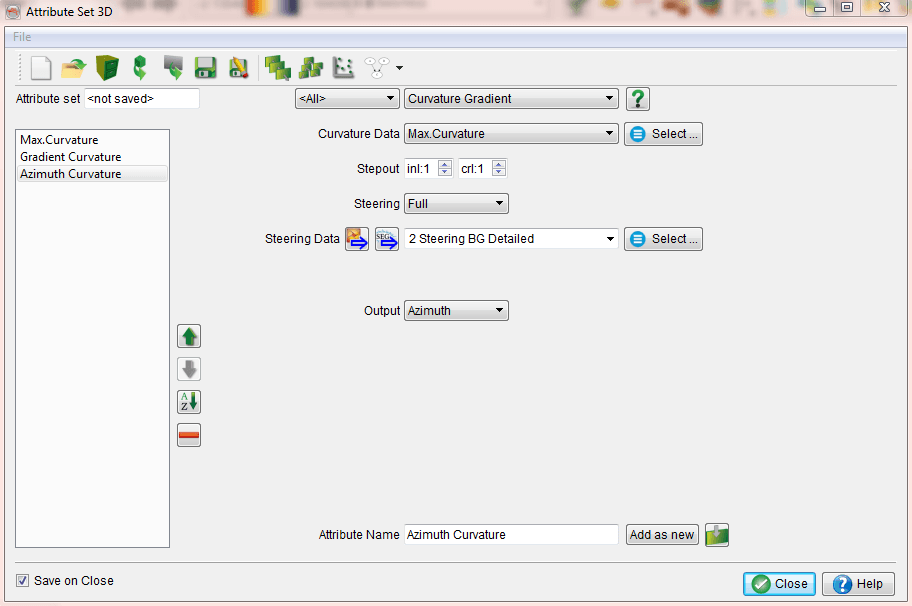 Attribute Set 3D
File
Attribute set <not saved> <All> Curvature Gradient ?
Curvature Data Max.Curvature Select ...
Max.Curvature
Gradient Curvature
Azimuth Curvature
Stepout inl:1 crl:1
Steering Full
Steering Data SEG 2 Steering BG Detailed Select ...
Output Azimuth
A
Z
Attribute Name Azimuth Curvature Add as new
Save on Close
Close ? Help